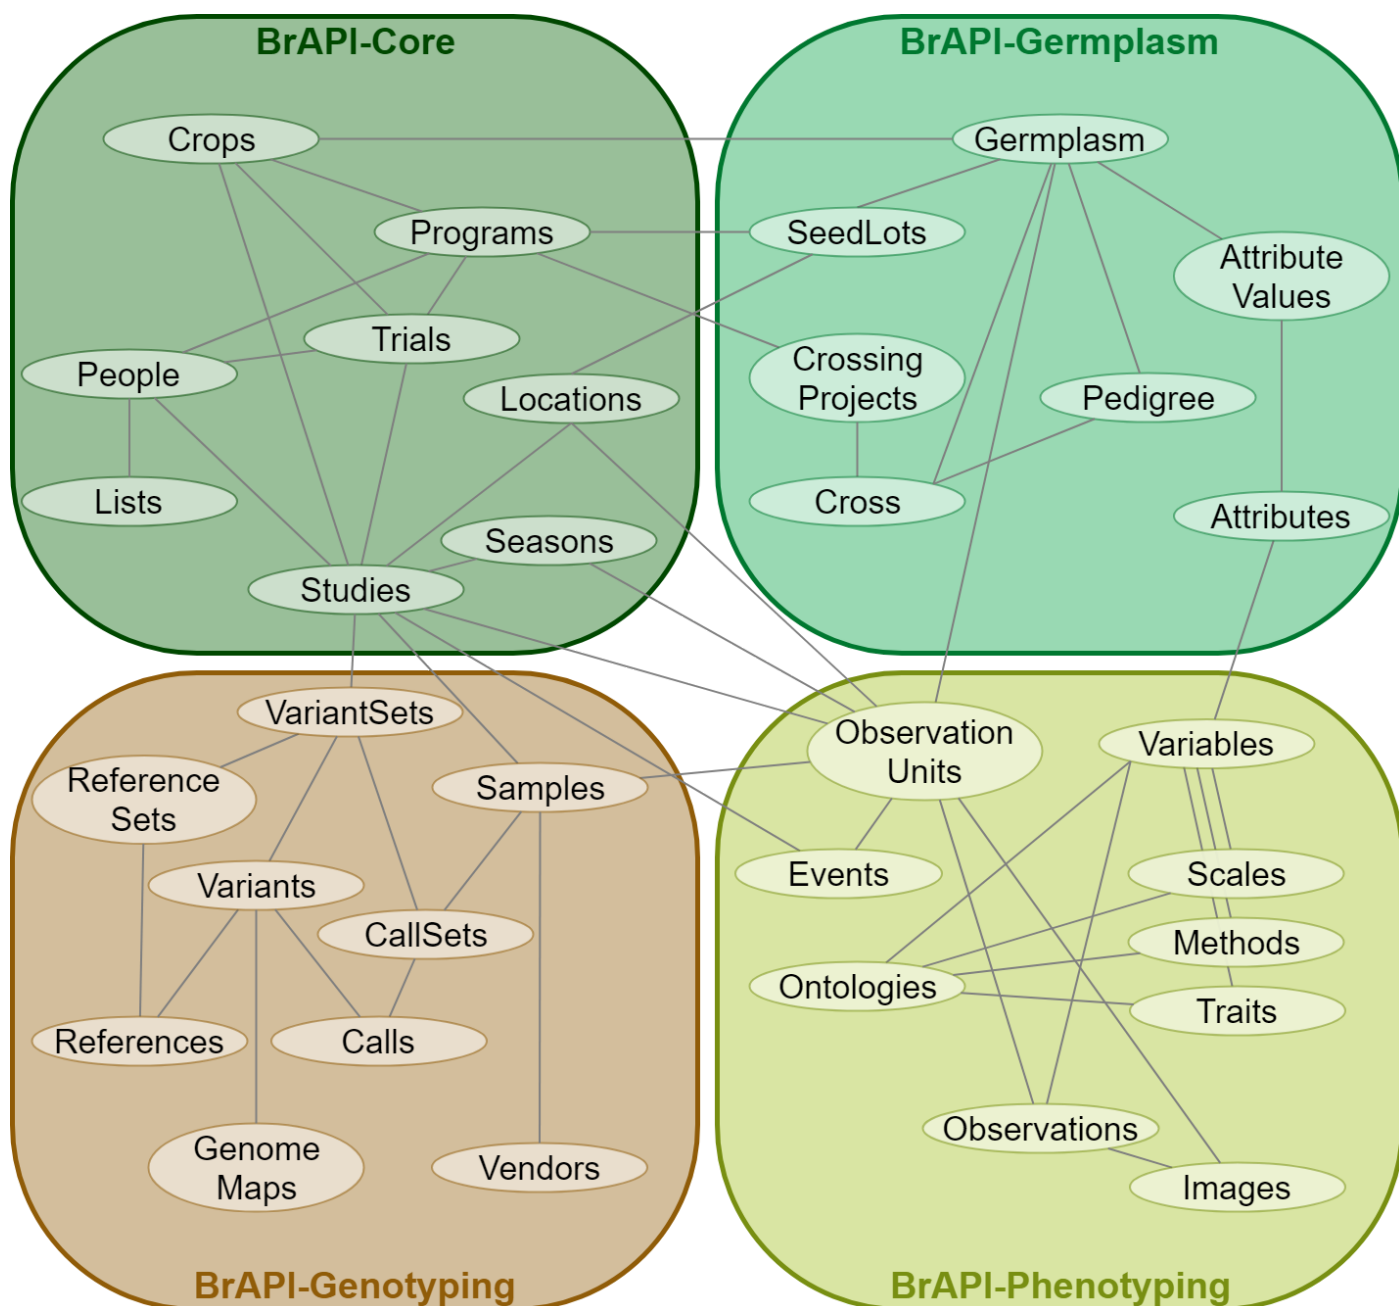 BrAPI-Core
Crops
Programs
Trials
People
Locations
Lists
Seasons
Studies
BrAPI-Germplasm
Germplasm
SeedLots
Attribute
Values
Crossing
Projects
Pedigree
Cross
Attributes
VariantSets
Reference
Sets
Samples
Variants
CallSets
References
Calls
Genome
Maps
Vendors
BrAPI-Genotyping
Observation
Units
Variables
Events
Scales
Methods
Ontologies
Traits
Observations
Images
BrAPI-Phenotyping